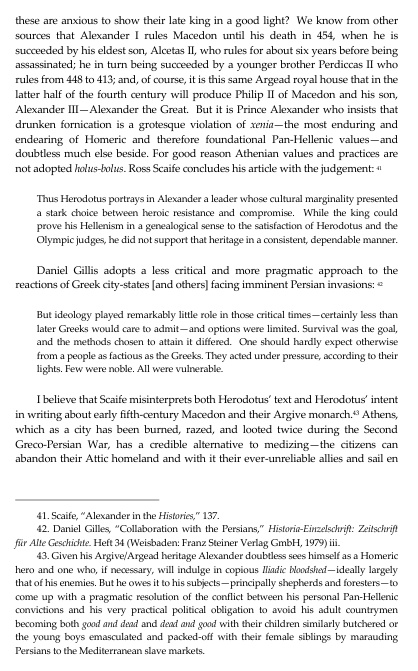 these are anxious to show their late king in a good light?  We know from other
sources that Alexander I rules Macedon until his death in 454, when he is
succeeded by his eldest son, Alcetas II, who rules for about six years before being
assassinated; he in turn being succeeded by a younger brother Perdiccas II who
rules from 448 to 413; and, of course, it is this same Argead royal house that in the
latter half of the fourth century will produce Philip II of Macedon and his son,
Alexander III—Alexander the Great.  But it is Prince Alexander who insists that
drunken fornication is a grotesque violation of xenia—the most enduring and
endearing of Homeric and therefore foundational Pan-Hellenic values—and
doubtless much else beside. For good reason Athenian values and practices are
not adopted holus-bolus. Ross Scaife concludes his article with the judgement: 41
Thus Herodotus portrays in Alexander a leader whose cultural marginality presented
a stark choice between heroic resistance and compromise.  While the king could
prove his Hellenism in a genealogical sense to the satisfaction of Herodotus and the
Olympic judges, he did not support that heritage in a consistent, dependable manner.
Daniel Gillis adopts a less critical and more pragmatic approach to the
reactions of Greek city-states [and others] facing imminent Persian invasions: 42
But ideology played remarkably little role in those critical times—certainly less than
later Greeks would care to admit—and options were limited. Survival was the goal,
and the methods chosen to attain it differed.  One should hardly expect otherwise
from a people as factious as the Greeks. They acted under pressure, according to their
lights. Few were noble. All were vulnerable.
I believe that Scaife misinterprets both Herodotus' text and Herodotus' intent
in writing about early fifth-century Macedon and their Argive monarch.43 Athens,
which as a city has been burned, razed, and looted twice during the Second
Greco-Persian War, has a credible alternative to medizing—the citizens can
abandon their Attic homeland and with it their ever-unreliable allies and sail en
41. Scaife, "Alexander in the Histories," 137.
42. Daniel Gilles, "Collaboration with the Persians," Historia-Einzelschrift: Zeitschrift
für Alte Geschichte. Heft 34 (Weisbaden: Franz Steiner Verlag GmbH, 1979) iii.
43. Given his Argive/Argead heritage Alexander doubtless sees himself as a Homeric
hero and one who, if necessary, will indulge in copious Iliadic bloodshed—ideally largely
that of his enemies. But he owes it to his subjects—principally shepherds and foresters—to
come up with a pragmatic resolution of the conflict between his personal Pan-Hellenic
convictions and his very practical political obligation to avoid his adult countrymen
becoming both good and dead and dead and good with their children similarly butchered or
the young boys emasculated and packed-off with their female siblings by marauding
Persians to the Mediterranean slave markets.